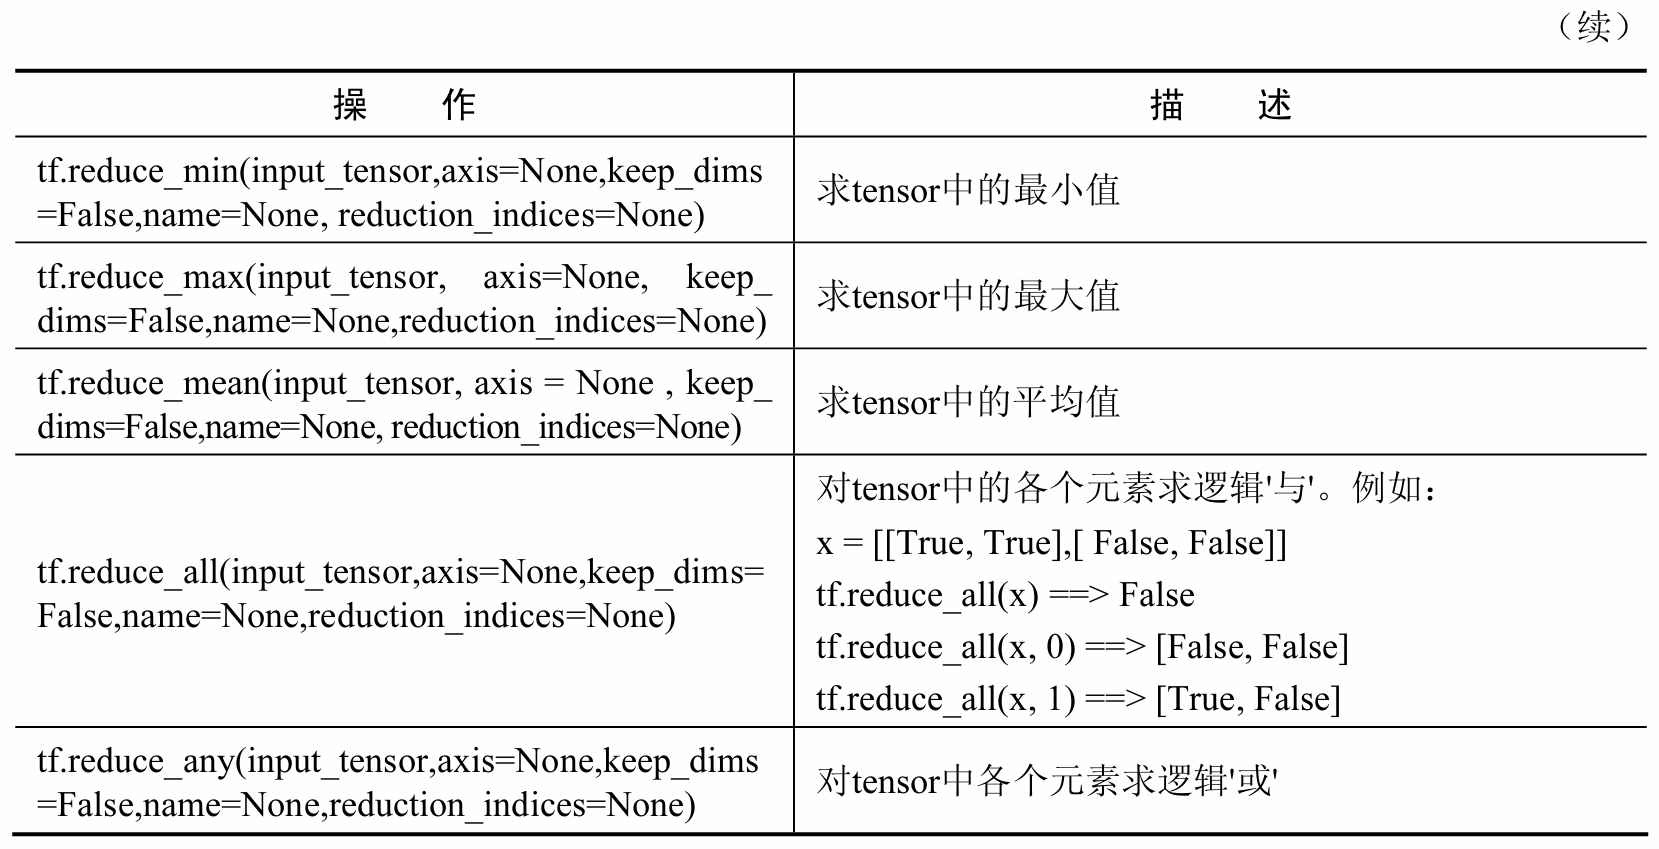 （续）
操 作
描 述
tf.reduce_min(input_tensor,axis=None,keep_dims
=False,name=None, reduction_indices=None)
求tensor中的最小值
tf.reduce_max(input_tensor, axis=None, keep_
dims=False,name=None,reduction_indices=None)
求tensor中的最大值
tf.reduce_mean(input_tensor, axis = None , keep_
dims=False,name=None, reduction_indices=None)
求tensor中的平均值
tf.reduce_all(input_tensor,axis=None,keep_dims=
False,name=None,reduction_indices=None)
对tensor中的各个元素求逻辑'与'。例如：
x = [[True, True],[ False, False]]
tf.reduce_all(x) ==> False
tf.reduce_all(x, 0) ==> [False, False]
tf.reduce_all(x, 1) ==> [True, False]
tf.reduce_any(input_tensor,axis=None,keep_dims
=False,name=None,reduction_indices=None)
对tensor中各个元素求逻辑'或'